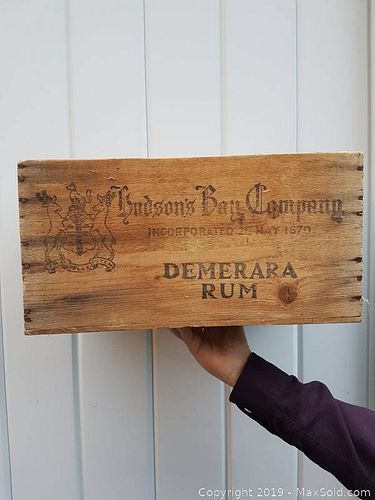 Hudson's Bay Company
INCORPORATED 2ND MAY 1670
DEMERARA
RUM
Copyright 2019 - MaxSold.com